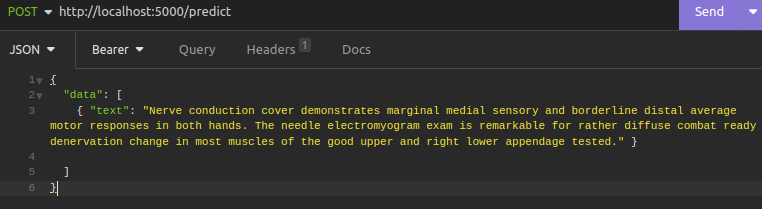 POST http://localhost:5000/predict Send
JSON Bearer Query Headers 1 Docs
1 {
2 "data": [
3 { "text": "Nerve conduction cover demonstrates marginal medial sensory and borderline distal average
motor responses in both hands. The needle electromyogram exam is remarkable for rather diffuse combat ready
denervation change in most muscles of the good upper and right lower appendage tested." }
4
5 ]
6 }